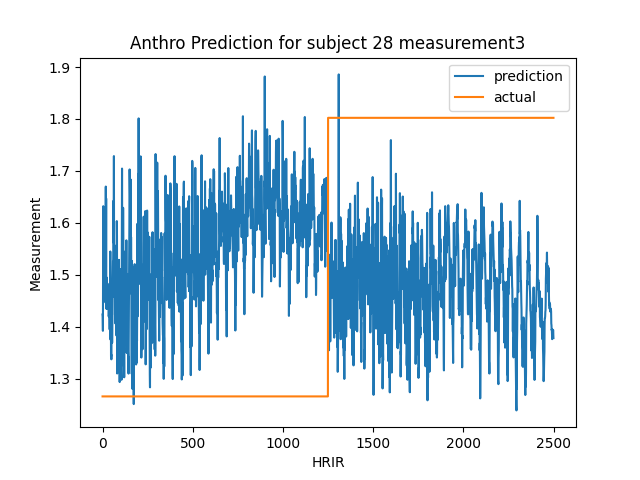 Anthro Prediction for subject 28 measurement3
1.9
1.8
1.7
1.6
1.5
1.4
1.3
Measurement
prediction
actual
0
500
1000
1500
2000
2500
HRIR